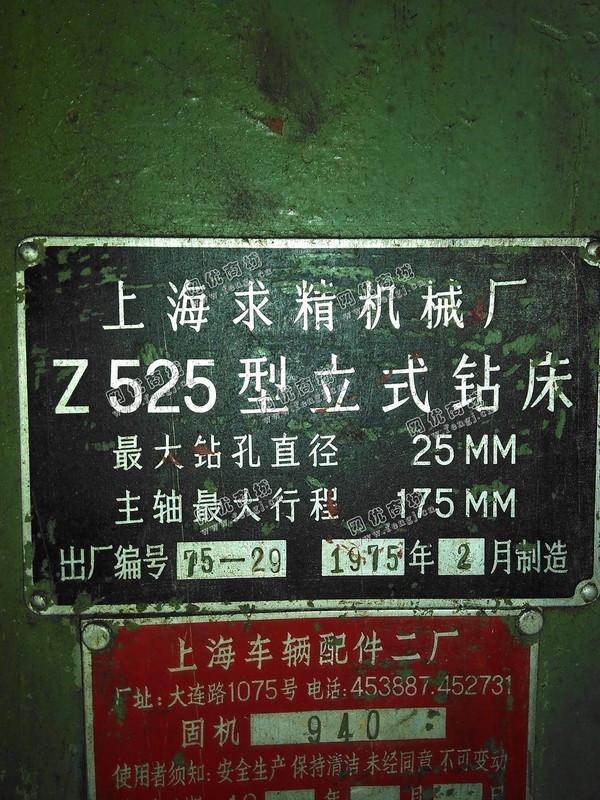 上海求精机械厂
Z525型立式钻床
最大钻孔直径 25MM
主轴最大行程 175MM
出厂编号 75-29 1975年 2月制造
上海车辆配件二厂
厂址:大连路1075号 电话:453887.452731
固机 940
使用者须知:安全生产 保持清洁 未经同意 不可变动